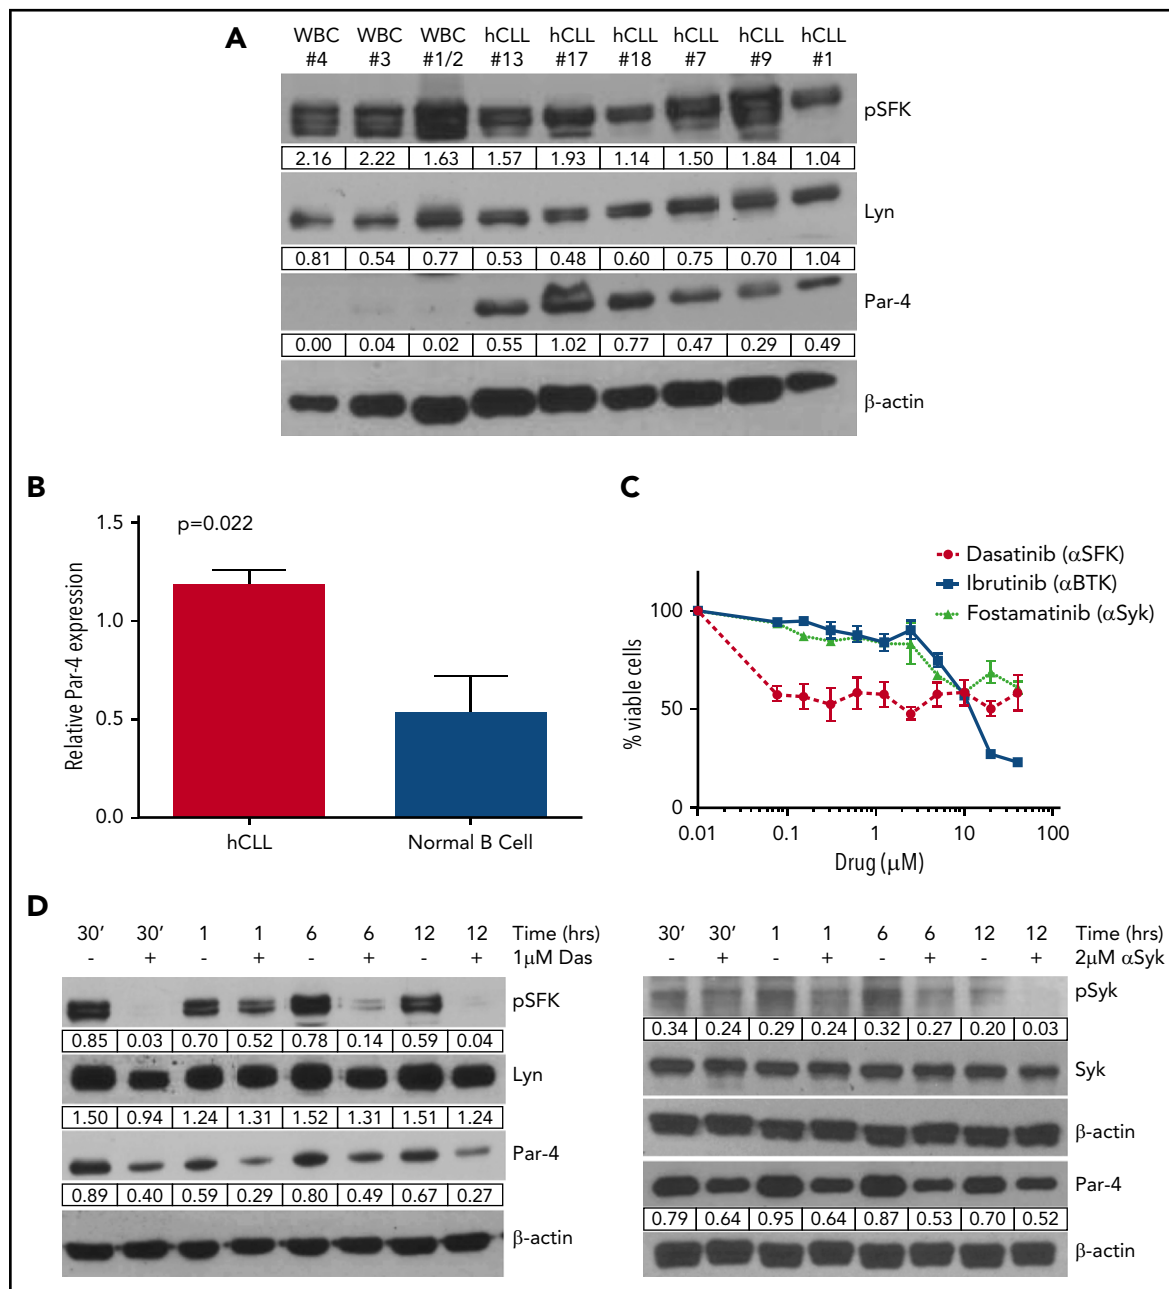 A
WBC WBC WBC hCLL hCLL hCLL hCLL hCLL hCLL
#4 #3 #1/2 #13 #17 #18 #7 #9 #1
pSFK
2.16 2.22 1.63 1.57 1.93 1.14 1.50 1.84 1.04
Lyn
0.81 0.54 0.77 0.53 0.48 0.60 0.75 0.70 1.04
Par-4
0.00 0.04 0.02 0.55 1.02 0.77 0.47 0.29 0.49
β-actin
B
Relative Par-4 expression
1.5
1.0
0.5
0.0
p=0.022
hCLL Normal B Cell
C
Dasatinib (αSFK)
Ibrutinib (αBTK)
Fostamatinib (αSyk)
% viable cells
100
50
0
0.01 0.1 1 10 100
Drug (μM)
D
30' 30' 1 1 6 6 12 12 Time (hrs)
- + - + - + - + 1μM Das
pSFK
0.85 0.03 0.70 0.52 0.78 0.14 0.59 0.04
Lyn
1.50 0.94 1.24 1.31 1.52 1.31 1.51 1.24
Par-4
0.89 0.40 0.59 0.29 0.80 0.49 0.67 0.27
β-actin
30' 30' 1 1 6 6 12 12 Time (hrs)
- + - + - + - + 2μM αSyk
pSyk
0.34 0.24 0.29 0.24 0.32 0.27 0.20 0.03
Syk
β-actin
Par-4
0.79 0.64 0.95 0.64 0.87 0.53 0.70 0.52
β-actin